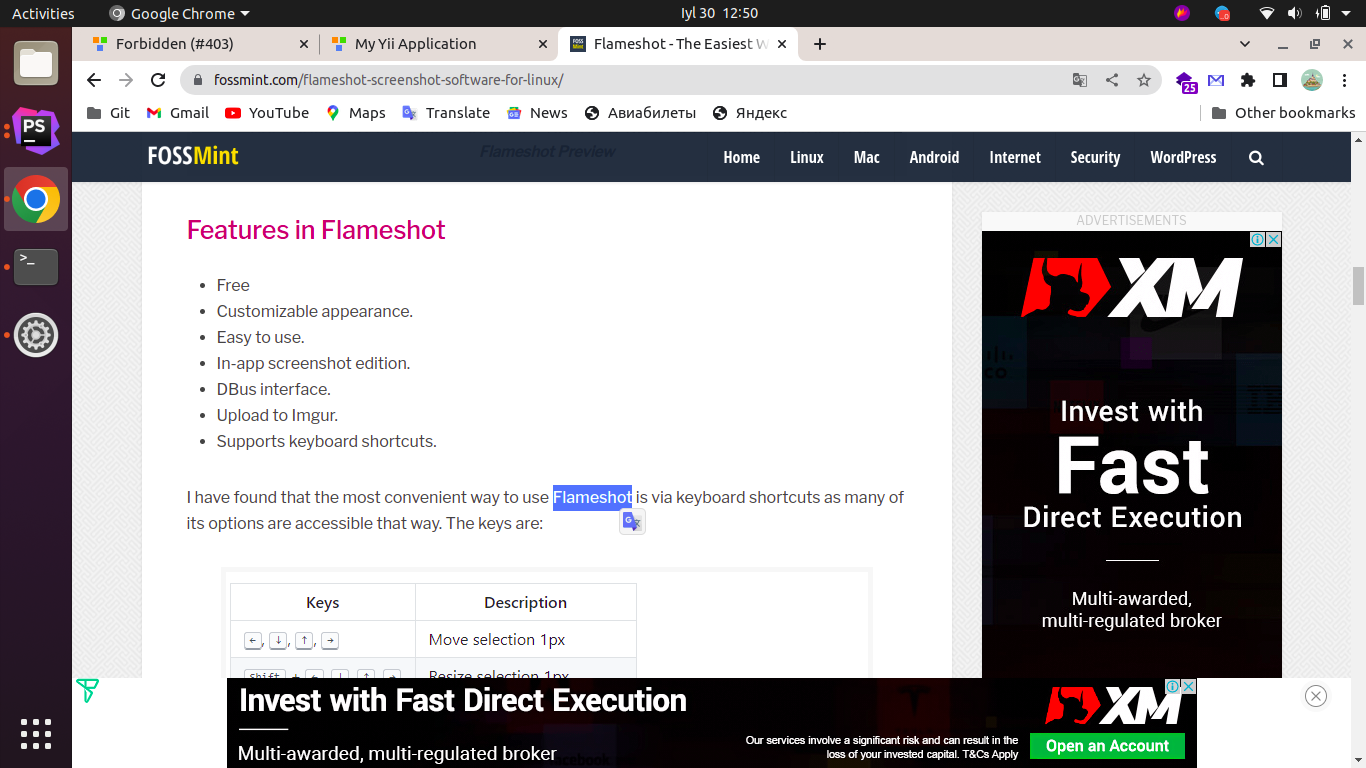 Activities
Google Chrome
Iyl 30 12:50
Forbidden (#403)
My Yii Application
Flameshot - The Easiest W
fossmint.com/flameshot-screenshot-software-for-linux/
25
Git
Gmail
YouTube
Maps
Translate
News
Авиабилеты
Яндекс
Other bookmarks
PS
FOSSMint
Flameshot Preview
Home
Linux
Mac
Android
Internet
Security
WordPress
Features in Flameshot
Free
Customizable appearance.
Easy to use.
In-app screenshot edition.
DBus interface.
Upload to Imgur.
Supports keyboard shortcuts.
I have found that the most convenient way to use Flameshot is via keyboard shortcuts as many of
its options are accessible that way. The keys are:
Keys Description
←, ↓, ↑, → Move selection 1px
shift + ←, ↓, ↑, → Resize selection 1px
ADVERTISEMENTS
XM
Invest with
Fast
Direct Execution
Multi-awarded,
multi-regulated broker
Invest with Fast Direct Execution
Multi-awarded, multi-regulated broker
Our services involve a significant risk and can result in the
loss of your invested capital. T&Cs Apply
XM
Open an Account